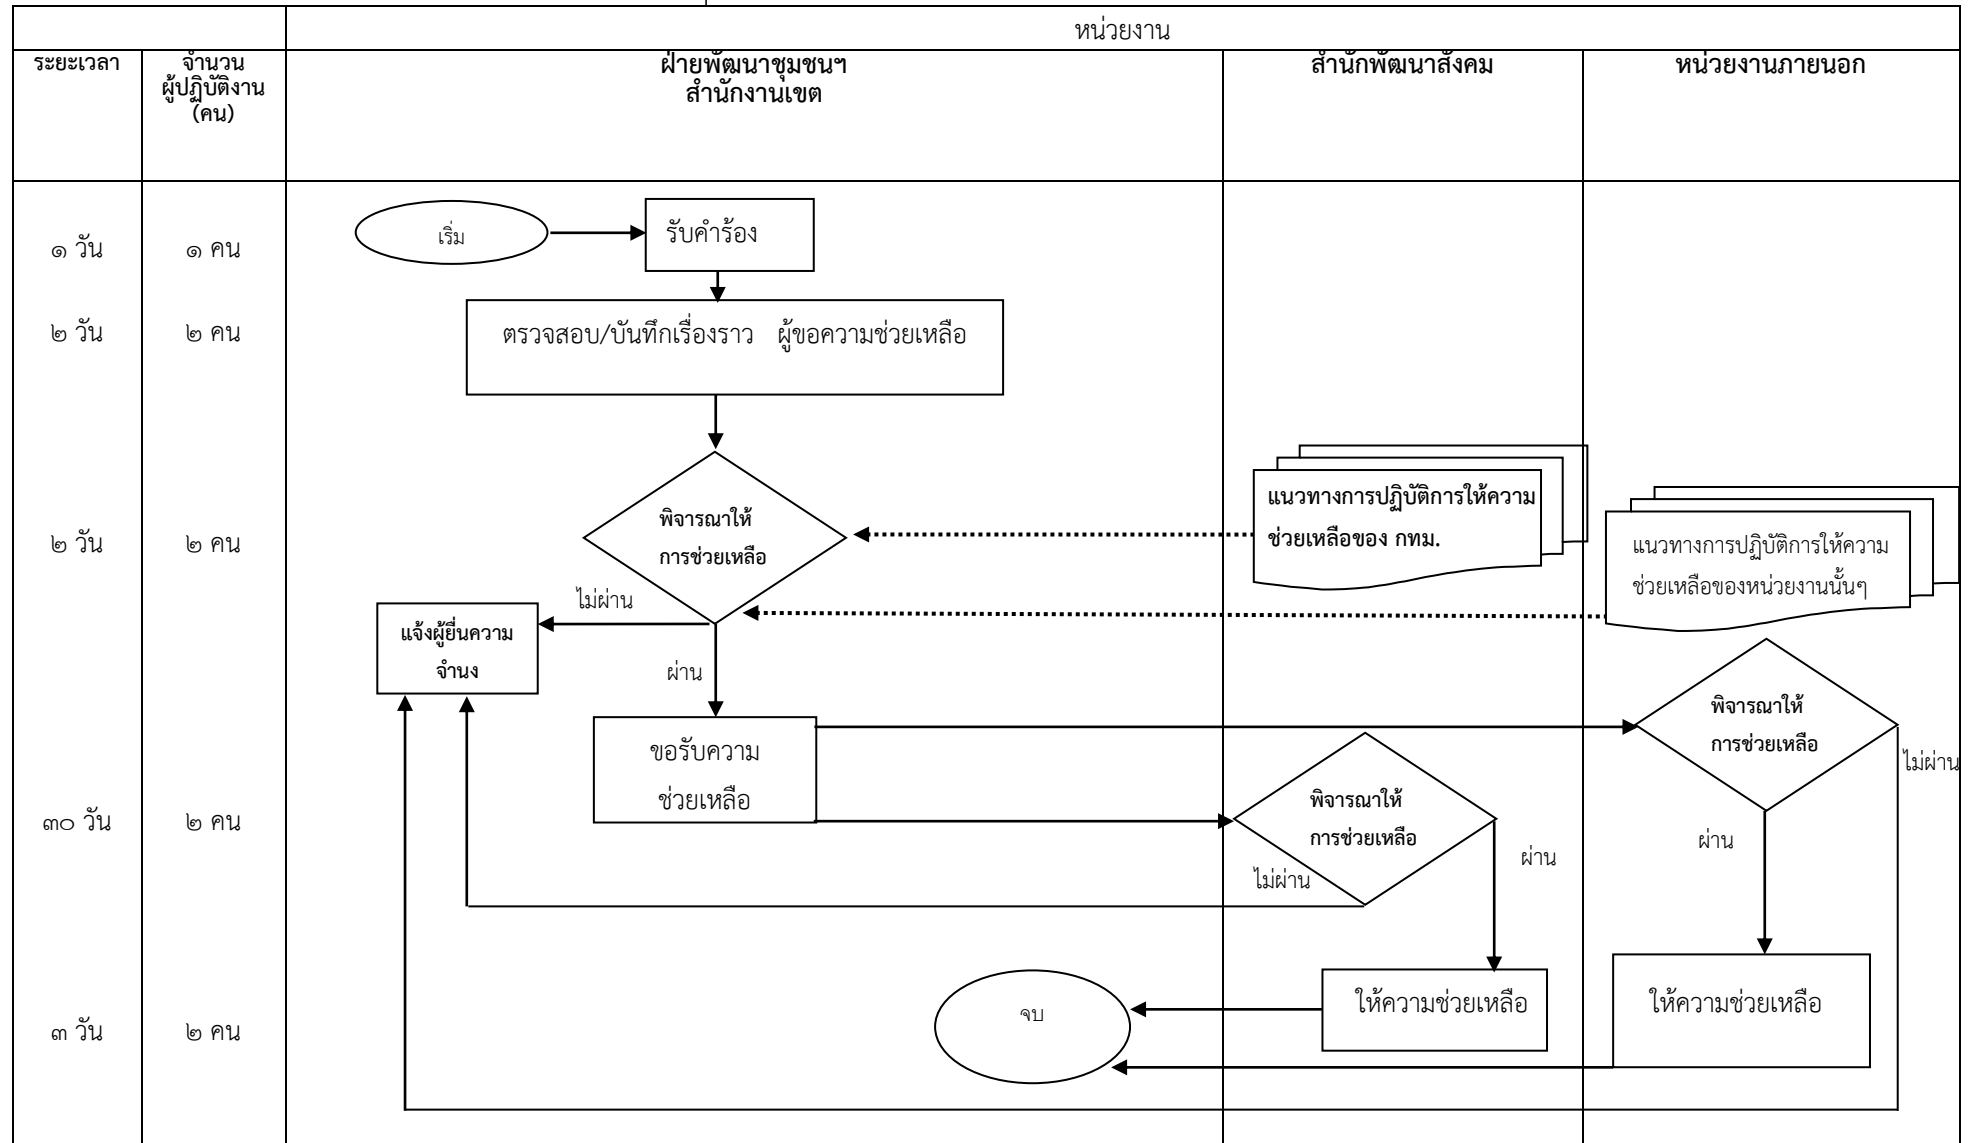 หน่วยงาน
ระยะเวลา
จำนวน
ผู้ปฏิบัติงาน
(คน)
ฝ่ายพัฒนาชุมชนฯ
สำนักงานเขต
สำนักพัฒนาสังคม
หน่วยงานภายนอก
๑ วัน
๑ คน
เริ่ม
รับคำร้อง
๒ วัน
๒ คน
ตรวจสอบ/บันทึกเรื่องราว ผู้ขอความช่วยเหลือ
๒ วัน
๒ คน
พิจารณาให้
การช่วยเหลือ
แนวทางการปฏิบัติการให้ความ
ช่วยเหลือของ กทม.
แนวทางการปฏิบัติการให้ความ
ช่วยเหลือของหน่วยงานนั้นๆ
ไม่ผ่าน
แจ้งผู้ยื่นความ
จำนง
ผ่าน
ขอรับความ
ช่วยเหลือ
พิจารณาให้
การช่วยเหลือ
ไม่ผ่าน
ผ่าน
๓๐ วัน
๒ คน
พิจารณาให้
การช่วยเหลือ
ไม่ผ่าน
ผ่าน
๓ วัน
๒ คน
จบ
ให้ความช่วยเหลือ
ให้ความช่วยเหลือ